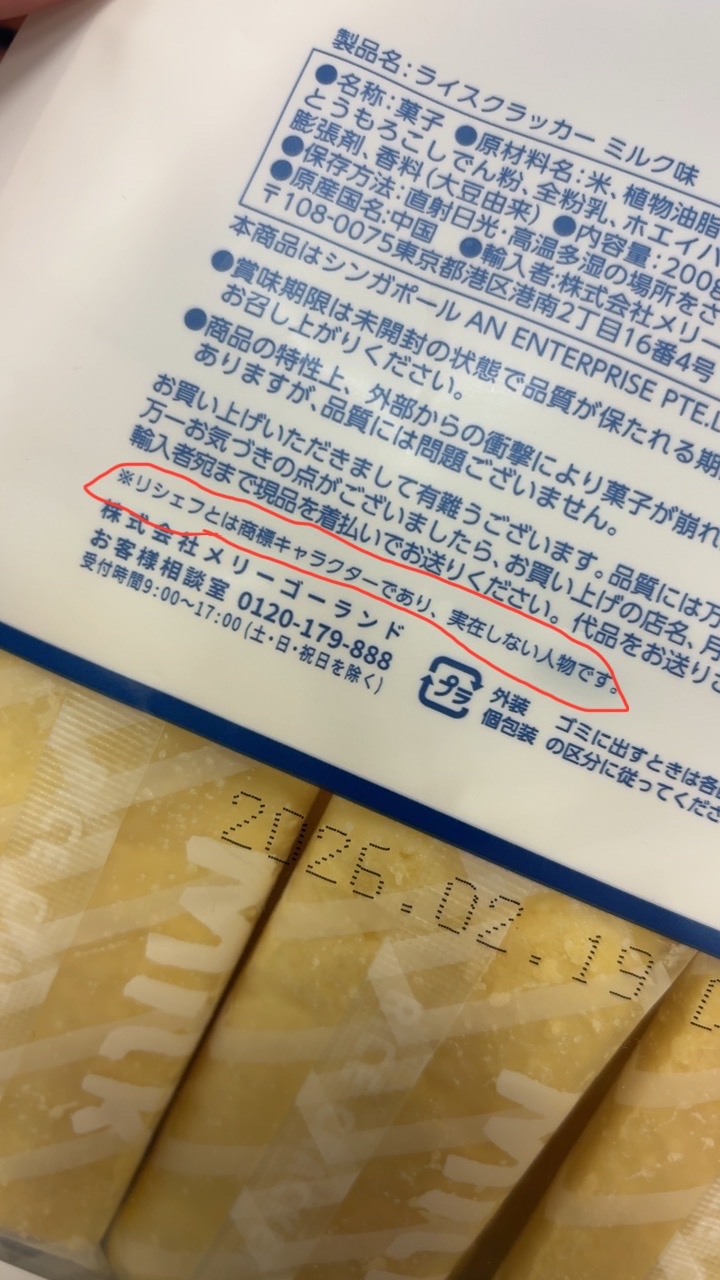 製品名：ライスクラッカー ミルク味
●名称：菓子 ●原材料名：米、植物油脂
とうもろこしでん粉、全粉乳、ホエイ
膨張剤、香料(大豆由来) ●内容量：200g
●保存方法：直射日光、高温多湿の場所をさ
●原産国名：中国 ●輸入者：株式会社メリー
〒108-0075東京都港区港南2丁目16番4号
本商品はシンガポール AN ENTERPRISE PTE.L
●賞味期限は未開封の状態で品質が保たれる期
お召し上がりください。
●商品の特性上、外部からの衝撃により菓子が崩れ
ありますが、品質には問題ございません。
お買い上げいただきまして有難うございます。品質には万
万一お気づきの点がございましたら、お買い上げの店名、月
輸入者宛まで現品を着払いでお送りください。代品をお送りさ
※リシェフとは商標キャラクターであり、実在しない人物です。
株式会社メリーゴーランド
お客様相談室 0120-179-888
受付時間9:00～17:00(土・日・祝日を除く)
プラ
外装
個包装
ゴミに出すときは各自
の区分に従ってくださ
2026.02.19
Milk
Milk